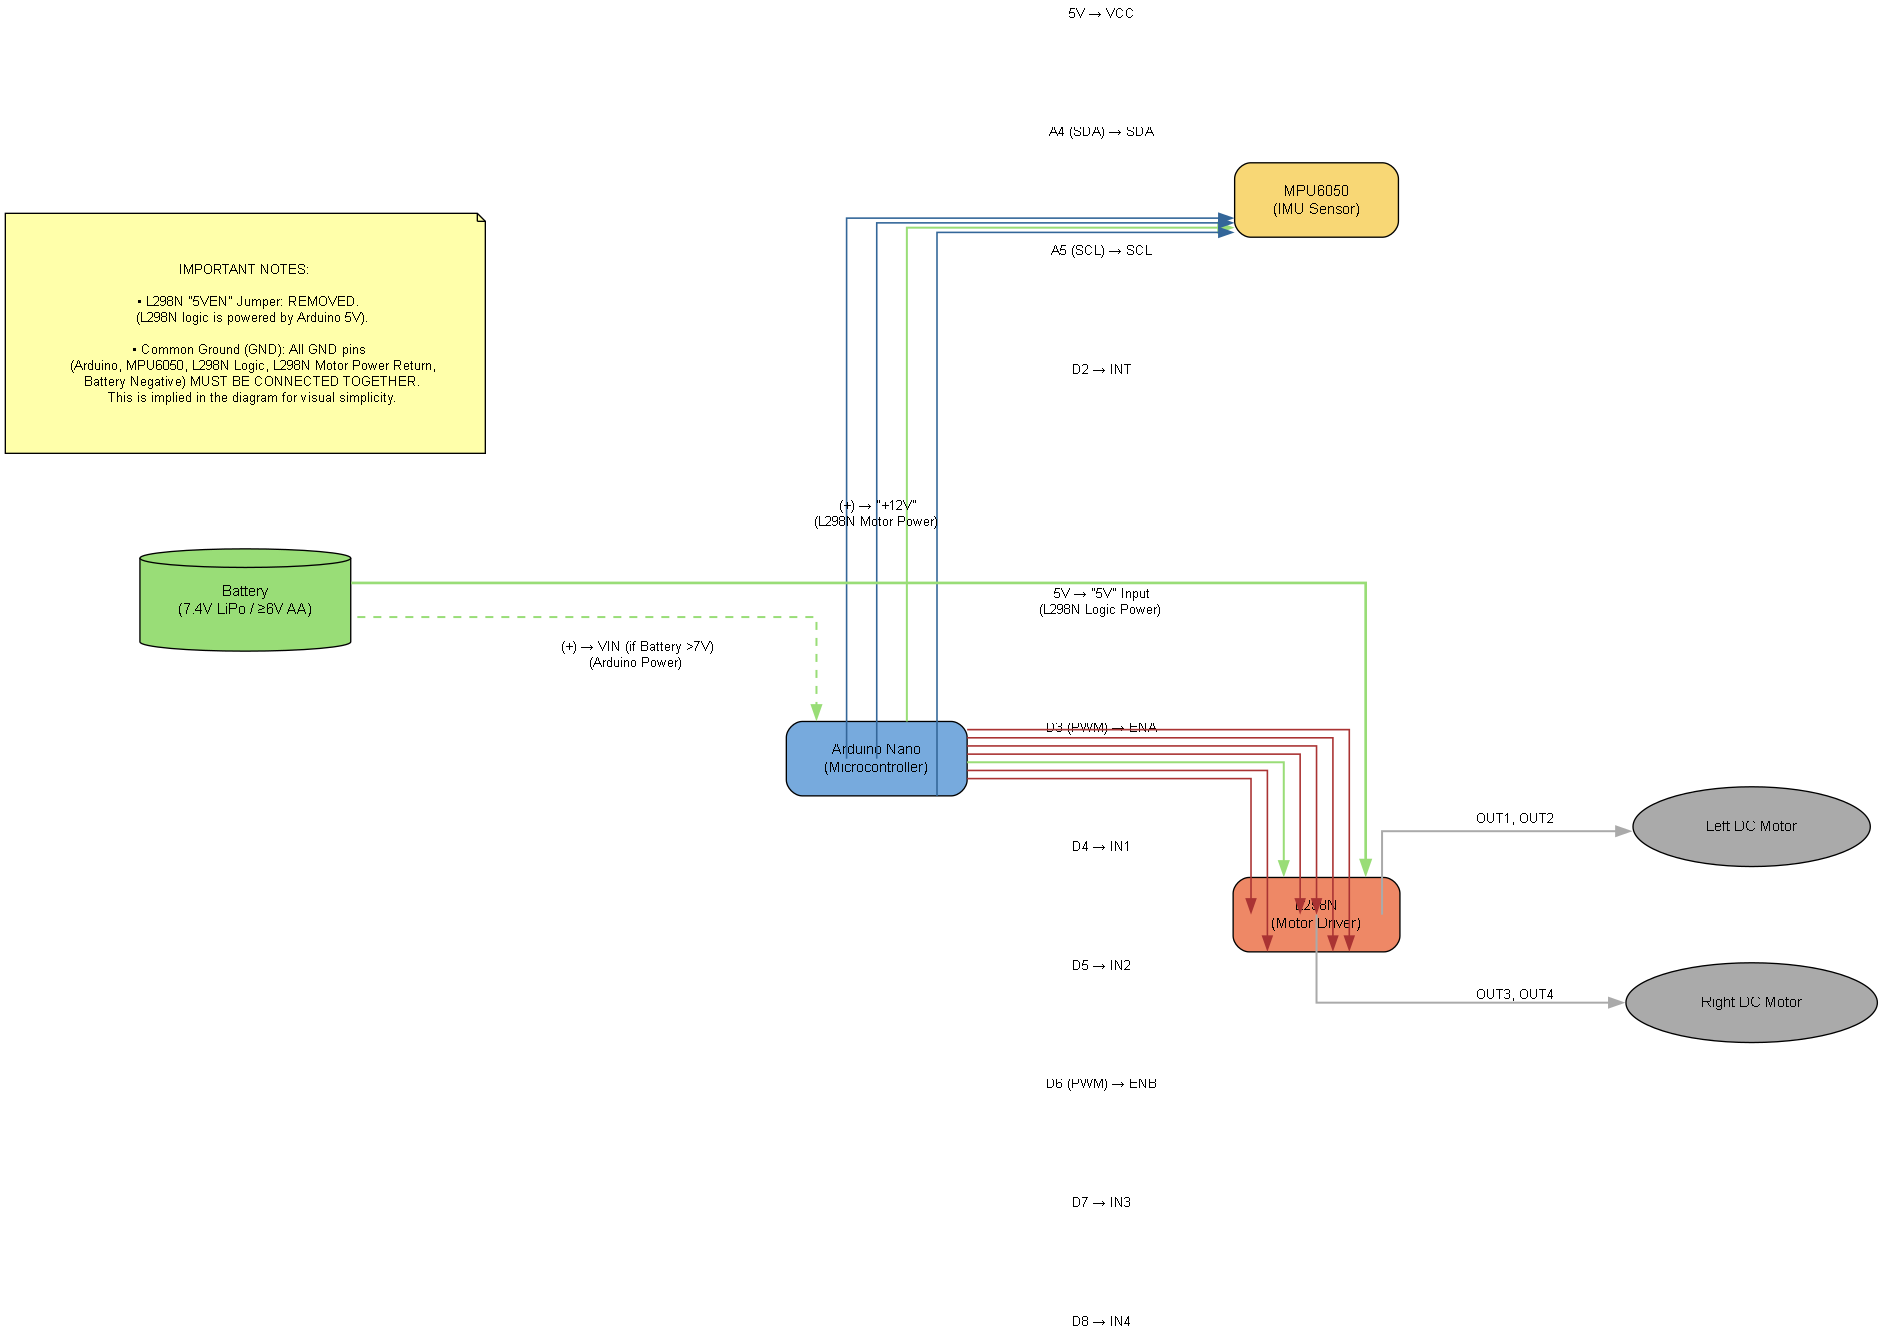 5V → VCC
A4 (SDA) → SDA
MPU6050
(IMU Sensor)
A5 (SCL) → SCL
IMPORTANT NOTES:
• L298N "5VEN" Jumper: REMOVED.
(L298N logic is powered by Arduino 5V).
• Common Ground (GND): All GND pins
(Arduino, MPU6050, L298N Logic, L298N Motor Power Return,
Battery Negative) MUST BE CONNECTED TOGETHER.
This is implied in the diagram for visual simplicity.
D2 → INT
(+) → "+12V"
(L298N Motor Power)
Battery
(7.4V LiPo / ≥6V AA)
5V → "5V" Input
(L298N Logic Power)
(+) → VIN (if Battery >7V)
(Arduino Power)
D3 (PWM) → ENA
Arduino Nano
(Microcontroller)
OUT1, OUT2
Left DC Motor
D4 → IN1
L298N
(Motor Driver)
D5 → IN2
OUT3, OUT4
Right DC Motor
D6 (PWM) → ENB
D7 → IN3
D8 → IN4